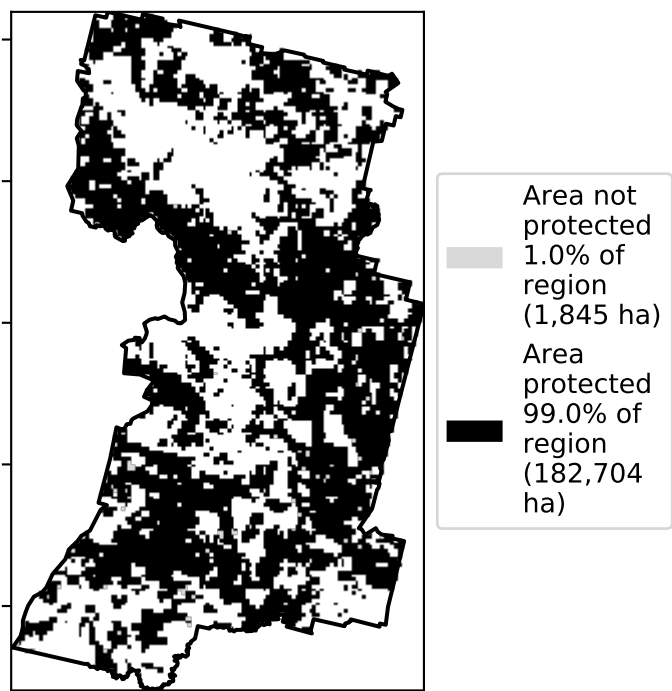 Area not
protected
1.0% of
region
(1,845 ha)
Area
protected
99.0% of
region
(182,704
ha)